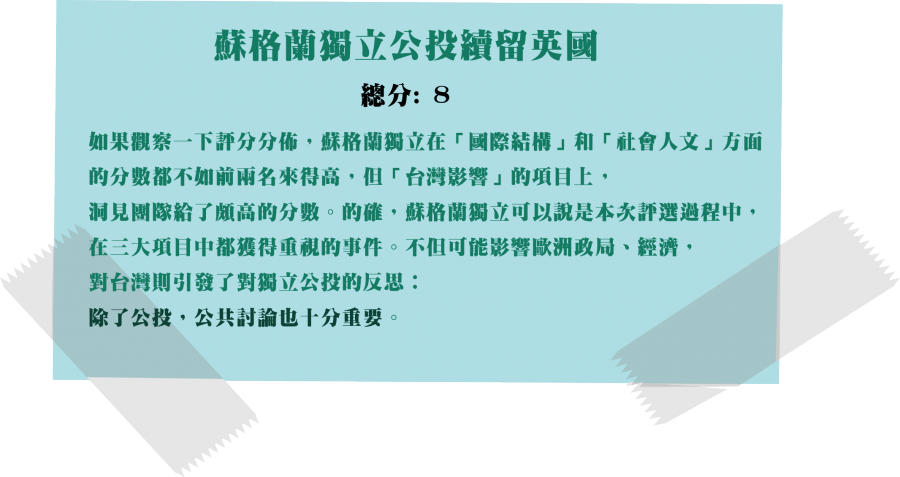 蘇格蘭獨立公投續留英國
總分: 8
如果觀察一下評分分佈，蘇格蘭獨立在「國際結構」和「社會人文」方面
的分數都不如前兩名來得高，但「台灣影響」的項目上，
洞見團隊給了頗高的分數。的確，蘇格蘭獨立可以說是本次評選過程中，
在三大項目中都獲得重視的事件。不但可能影響歐洲政局、經濟，
對台灣則引發了對獨立公投的反思：
除了公投，公共討論也十分重要。